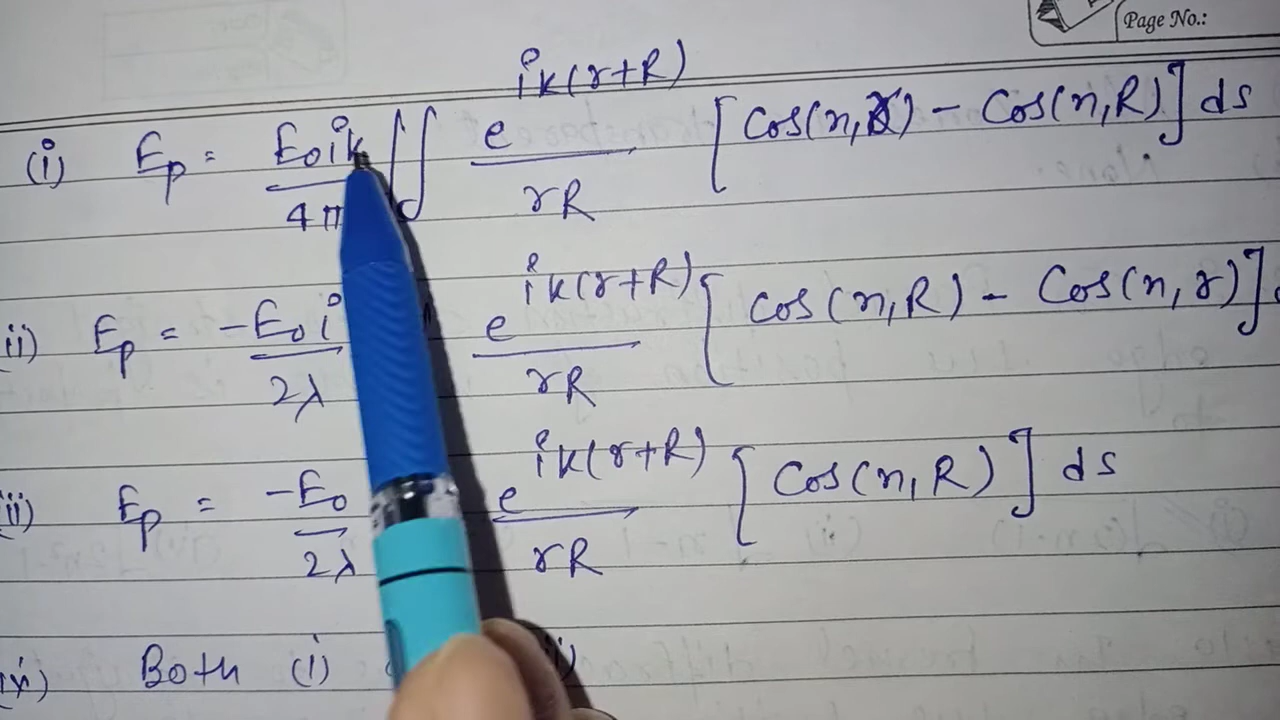 Page No.:
(i) Ep = E₀ik/4π ∬ e^{ik(r+R)}/rR [Cos(n,r) - Cos(n,R)] ds
ii) Ep = -E₀i/2λ e^{ik(r+R)}/rR [Cos(n,R) - Cos(n,r)]
ii) Ep = -E₀/2λ e^{ik(r+R)}/rR [Cos(n,R)] ds
iv) Both (i) i)